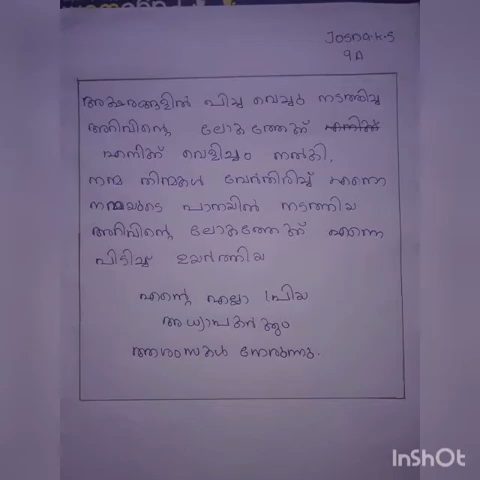 Josna.k.s
9A
അക്ഷരങ്ങളിൽ പിച്ച വെച്ചു നടത്തിച്ച
അറിവിന്റെ ലോകത്തേക്ക് എനിക്ക്
എനിക്ക് വെളിച്ചം നൽകി,
നന്മ തിന്മകൾ വേർതിരിച്ച് എന്നെ
നന്മയുടെ പാതയിൽ നടത്തിയ
അറിവിന്റെ ലോകത്തേക്ക് എന്നെ
പിടിച്ച് ഉയർത്തിയ
എന്റെ എല്ലാ പ്രിയ
അധ്യാപകർക്കും
ആശംസകൾ നേരുന്നു.
InShOt